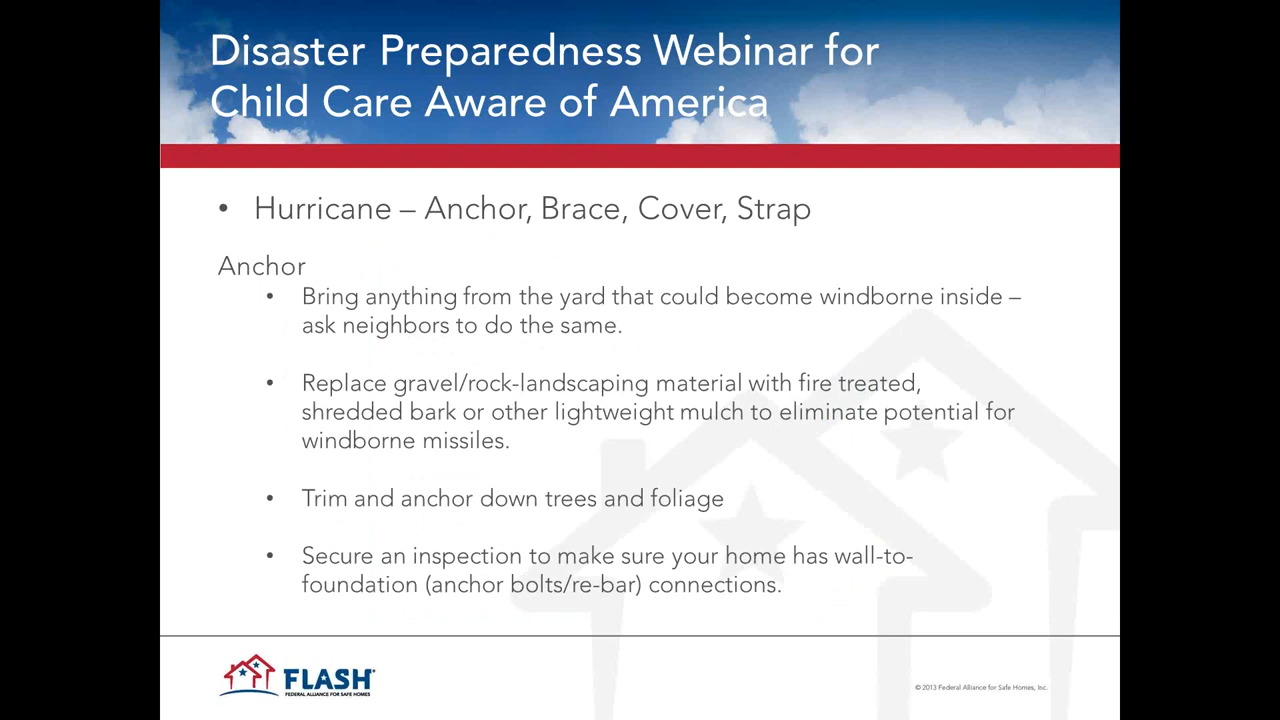 Disaster Preparedness Webinar for
Child Care Aware of America
• Hurricane – Anchor, Brace, Cover, Strap
Anchor
• Bring anything from the yard that could become windborne inside –
ask neighbors to do the same.
• Replace gravel/rock-landscaping material with fire treated,
shredded bark or other lightweight mulch to eliminate potential for
windborne missiles.
• Trim and anchor down trees and foliage
• Secure an inspection to make sure your home has wall-to-
foundation (anchor bolts/re-bar) connections.
FLASH®
FEDERAL ALLIANCE FOR SAFE HOMES
© 2013 Federal Alliance for Safe Homes, Inc.